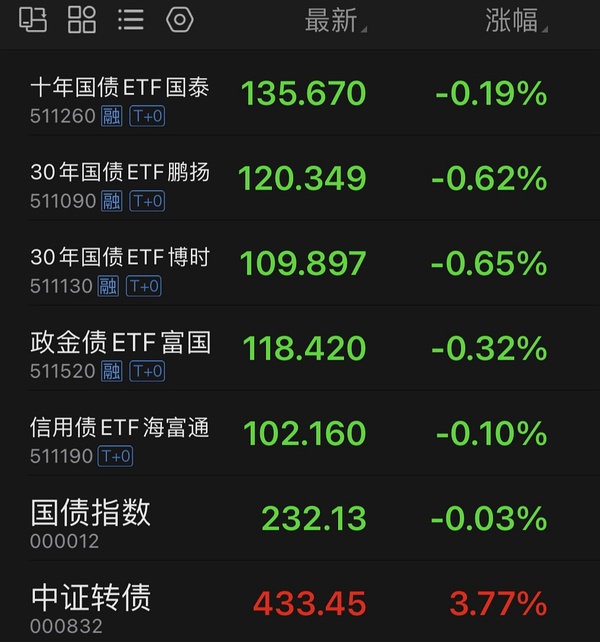 最新 涨幅
十年国债ETF国泰 135.670 -0.19%
511260 融 T+0
30年国债ETF鹏扬 120.349 -0.62%
511090 融 T+0
30年国债ETF博时 109.897 -0.65%
511130 融 T+0
政金债ETF富国 118.420 -0.32%
511520 融 T+0
信用债ETF海富通 102.160 -0.10%
511190 T+0
国债指数 232.13 -0.03%
000012
中证转债 433.45 3.77%
000832